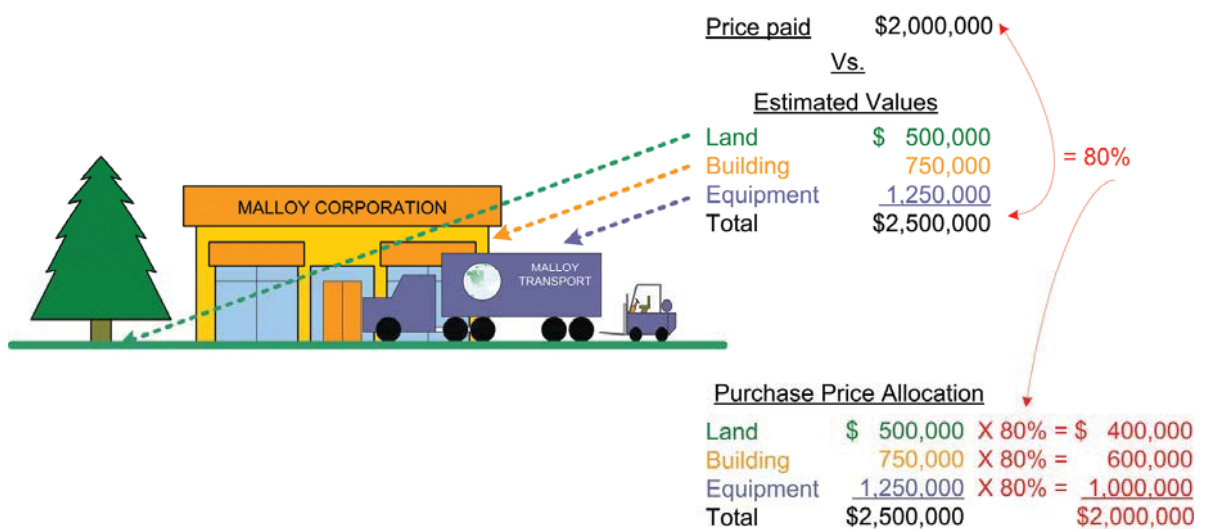 Price paid $2,000,000
Vs.
Estimated Values
Land $ 500,000
Building 750,000
Equipment 1,250,000
Total $2,500,000
= 80%
MALLOY CORPORATION
MALLOY
TRANSPORT
Purchase Price Allocation
Land $ 500,000 X 80% = $ 400,000
Building 750,000 X 80% = 600,000
Equipment 1,250,000 X 80% = 1,000,000
Total $2,500,000 $2,000,000